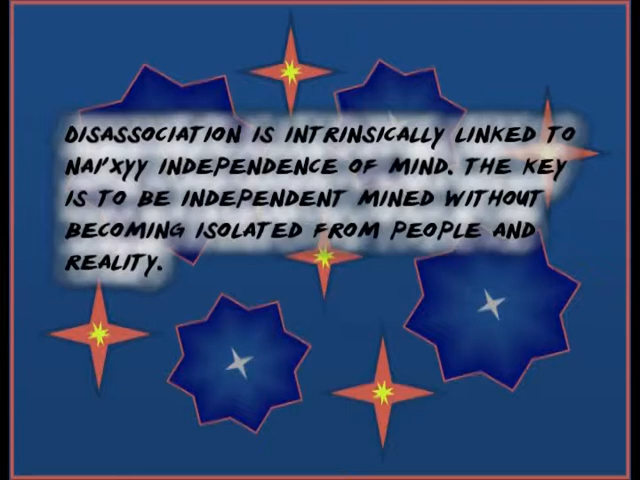 DISASSOCIATION IS INTRINSICALLY LINKED TO
NAI'XYY INDEPENDENCE OF MIND. THE KEY
IS TO BE INDEPENDENT MINED WITHOUT
BECOMING ISOLATED FROM PEOPLE AND
REALITY.